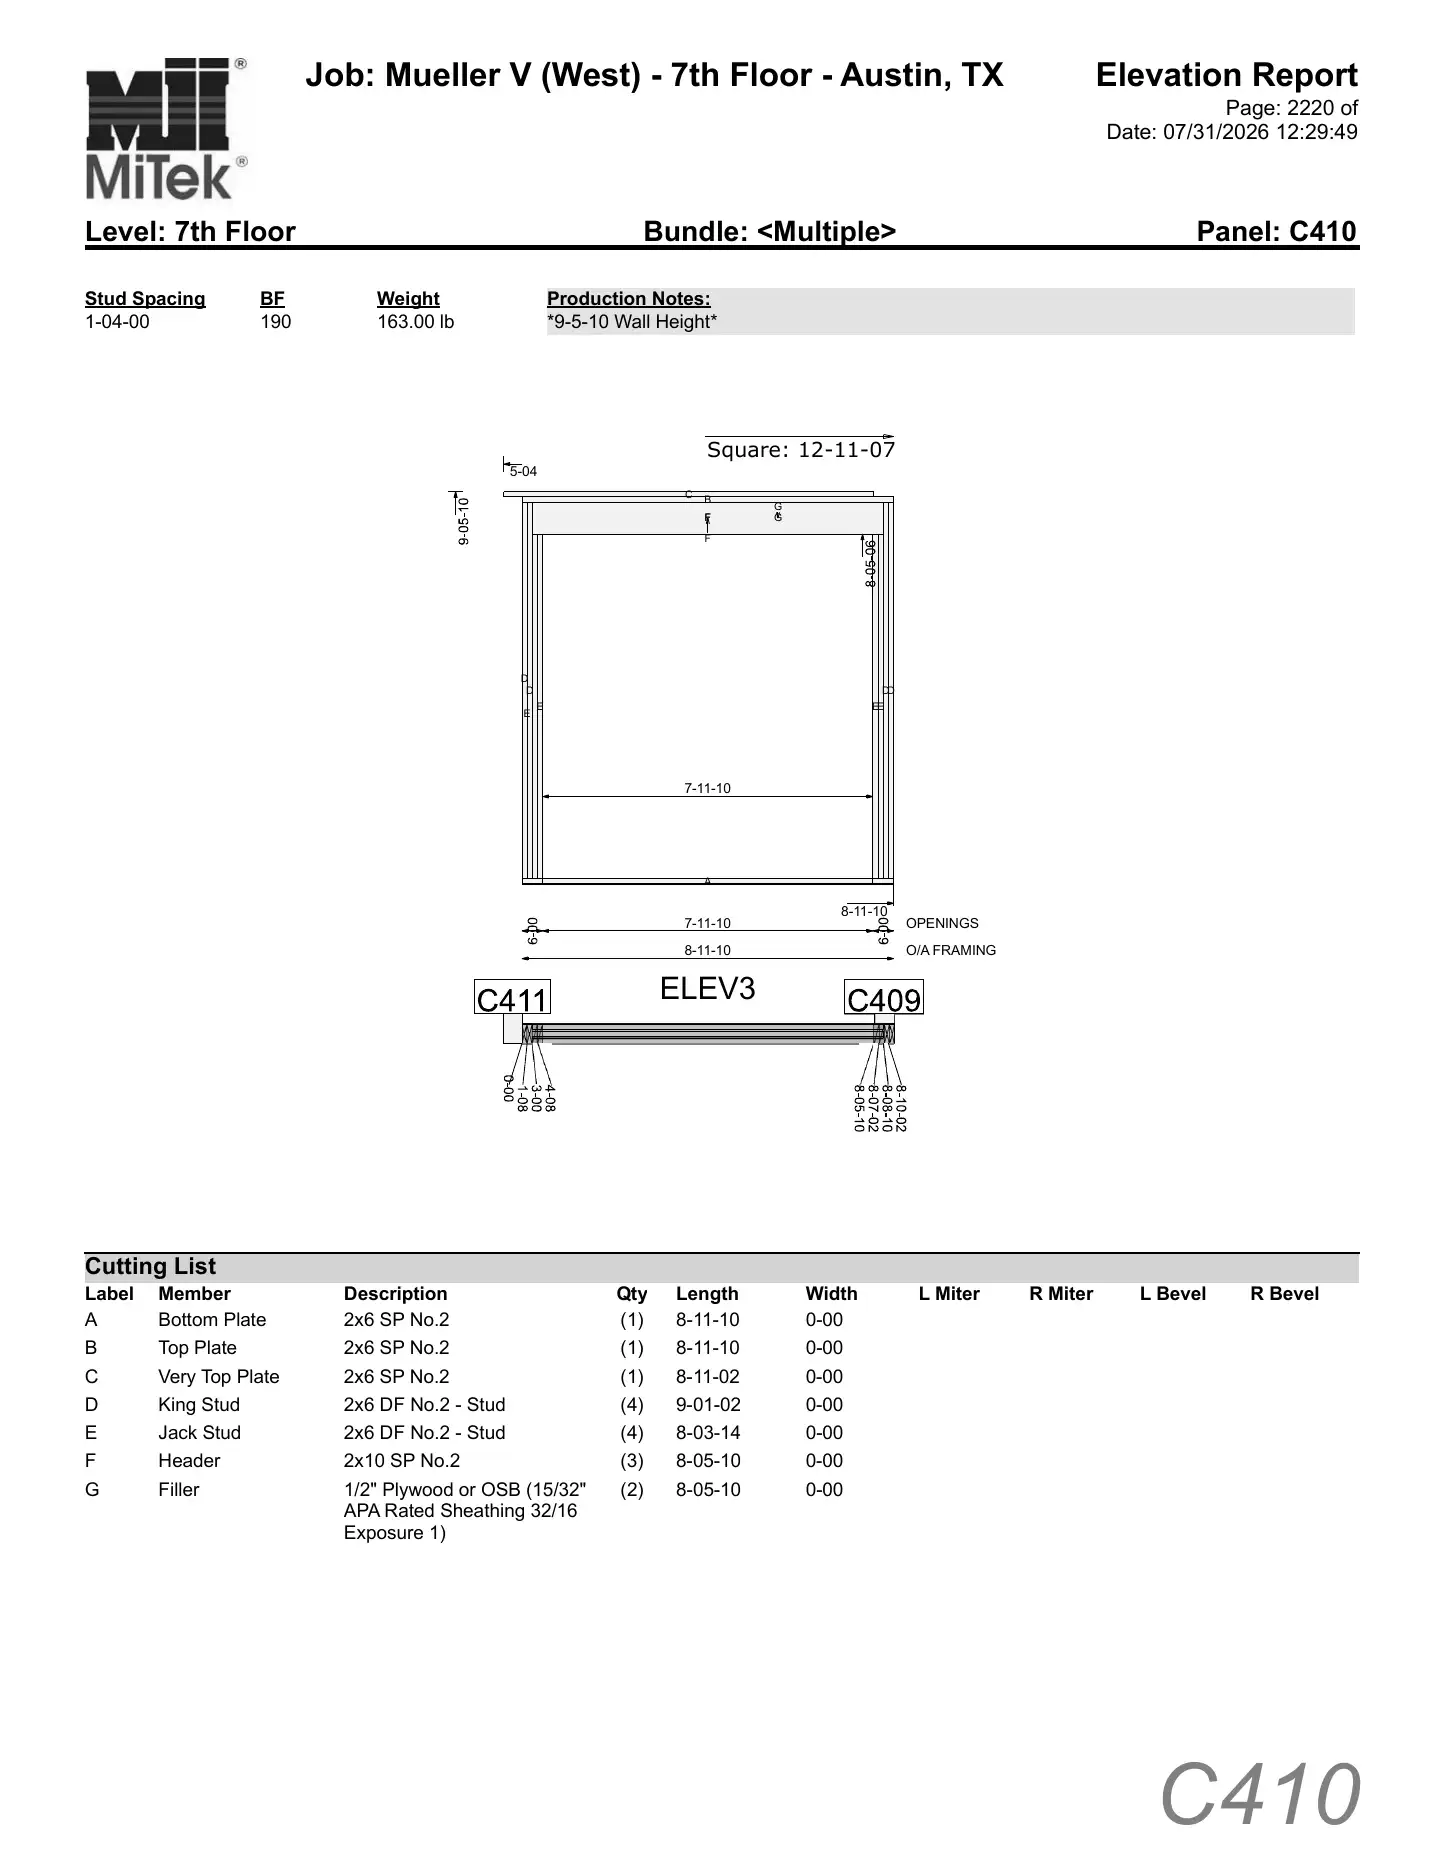 Job: Mueller V (West) - 7th Floor - Austin, TX
Elevation Report
Page: 2220 of
Date: 07/31/2026 12:29:49
MiTek®
Level: 7th Floor Bundle: <Multiple> Panel: C410
Stud Spacing BF Weight Production Notes:
1-04-00 190 163.00 lb *9-5-10 Wall Height*
Square: 12-11-07
5-04
9-05-10
C
B
G
G
F
A
F
8-05-06
D
D
E
E
7-11-10
A
8-11-10
6-00 7-11-10 6-00 OPENINGS
8-11-10 O/A FRAMING
C411 ELEV3 C409
0-00 1-08 3-00 4-08 8-05-10 8-07-02 8-08-10 8-10-02
Cutting List
Label Member Description Qty Length Width L Miter R Miter L Bevel R Bevel
A Bottom Plate 2x6 SP No.2 (1) 8-11-10 0-00
B Top Plate 2x6 SP No.2 (1) 8-11-10 0-00
C Very Top Plate 2x6 SP No.2 (1) 8-11-02 0-00
D King Stud 2x6 DF No.2 - Stud (4) 9-01-02 0-00
E Jack Stud 2x6 DF No.2 - Stud (4) 8-03-14 0-00
F Header 2x10 SP No.2 (3) 8-05-10 0-00
G Filler 1/2" Plywood or OSB (15/32" (2) 8-05-10 0-00
APA Rated Sheathing 32/16
Exposure 1)
C410